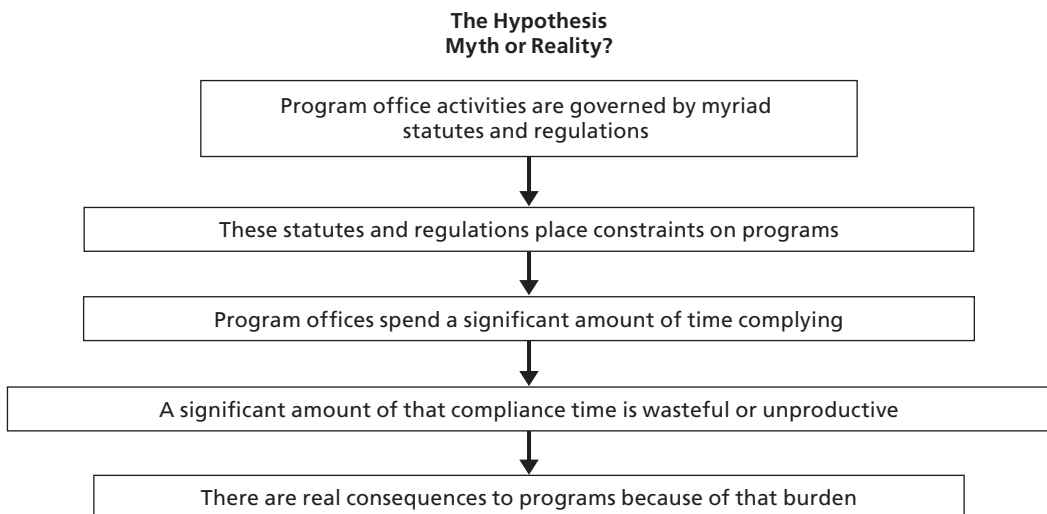 The Hypothesis
Myth or Reality?
Program office activities are governed by myriad
statutes and regulations
These statutes and regulations place constraints on programs
Program offices spend a significant amount of time complying
A significant amount of that compliance time is wasteful or unproductive
There are real consequences to programs because of that burden